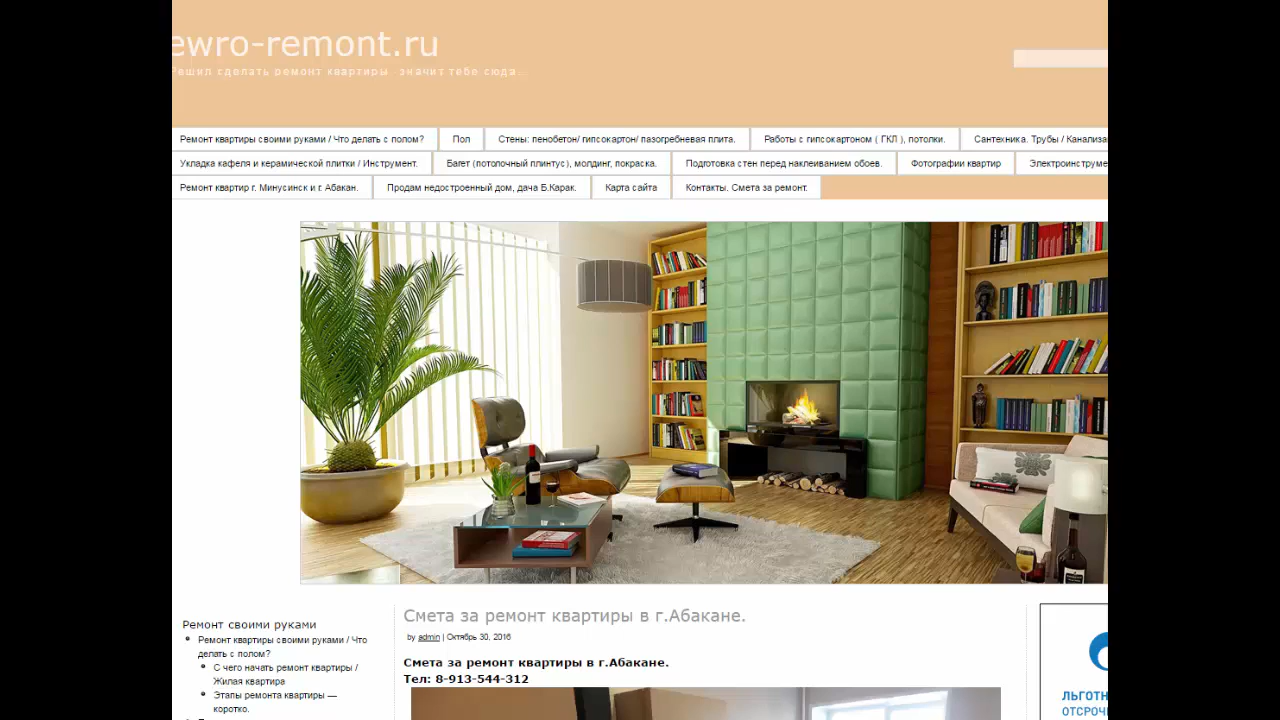 ewro-remont.ru
Решил сделать ремонт квартиры - значит тебе сюда...
Ремонт квартиры своими руками / Что делать с полом?
Пол
Стены: пенобетон/ гипсокартон/ пазогребневая плита.
Работы с гипсокартоном ( ГКЛ ), потолки.
Сантехника. Трубы / Канализа
Укладка кафеля и керамической плитки / Инструмент.
Багет (потолочный плинтус), молдинг, покраска.
Подготовка стен перед наклеиванием обоев.
Фотографии квартир
Электроинструме
Ремонт квартир г. Минусинск и г. Абакан.
Продам недостроенный дом, дача Б.Карак.
Карта сайта
Контакты. Смета за ремонт.
Ремонт своими руками
Ремонт квартиры своими руками / Что
делать с полом?
С чего начать ремонт квартиры /
Жилая квартира
Этапы ремонта квартиры —
коротко.
Смета за ремонт квартиры в г.Абакане.
by admin | Октябрь 30, 2016
Смета за ремонт квартиры в г.Абакане.
Тел: 8-913-544-312
ЛЬГОТН
ОТСРОЧ